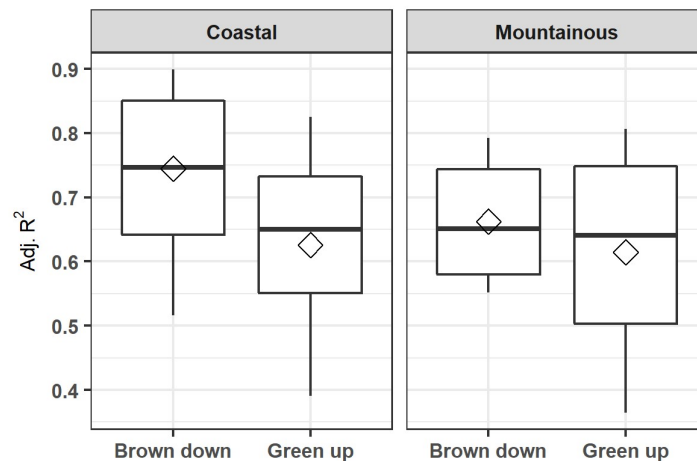 Coastal
Mountainous
Adj. R²
0.9
0.8
0.7
0.6
0.5
0.4
Brown down
Green up
Brown down
Green up